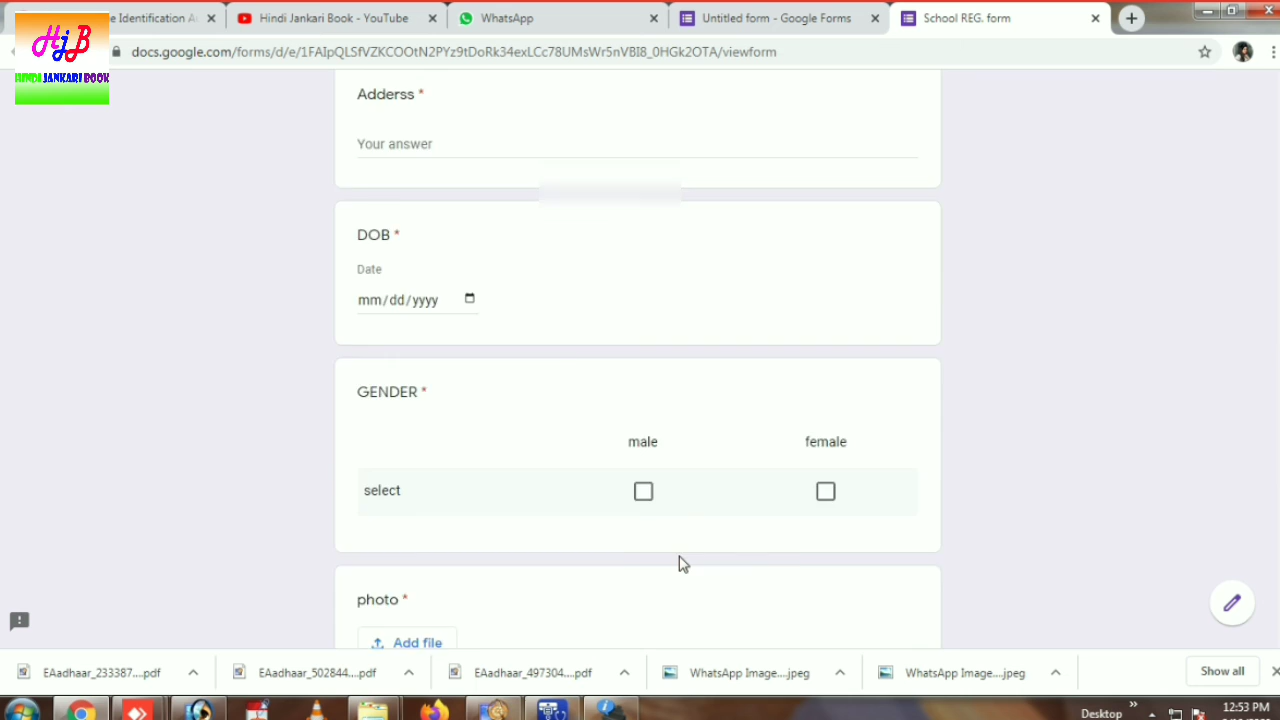 e Identification A
Hindi Jankari Book - YouTube
WhatsApp
Untitled form - Google Forms
School REG. form
HjB
HINDI JANKARI BOOK
docs.google.com/forms/d/e/1FAIpQLSfVZKCOOtN2PYz9tDoRk34exLCc78UMsWr5nVBI8_0HGk2OTA/viewform
Adderss *
Your answer
DOB *
Date
mm/dd/yyyy
GENDER *
male female
select
photo *
Add file
EAadhaar_233387....pdf
EAadhaar_502844....pdf
EAadhaar_497304....pdf
WhatsApp Image....jpeg
WhatsApp Image....jpeg
Show all
Desktop
12:53 PM